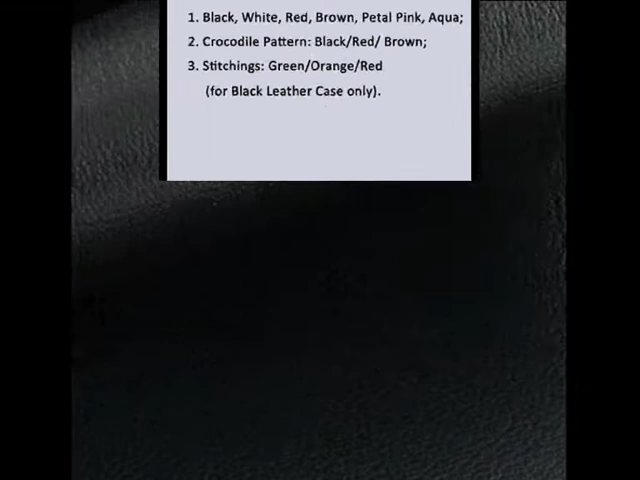 1. Black, White, Red, Brown, Petal Pink, Aqua;
2. Crocodile Pattern: Black/Red/ Brown;
3. Stitchings: Green/Orange/Red
(for Black Leather Case only).